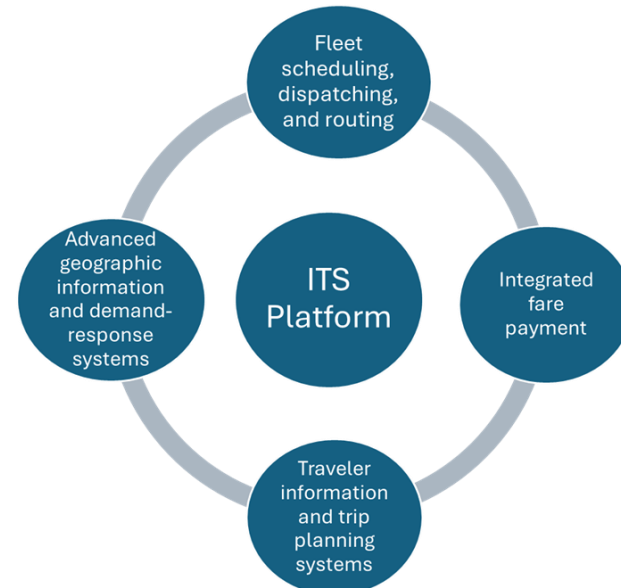 Fleet
scheduling,
dispatching,
and routing
Advanced
geographic
information
and demand-
response
systems
ITS
Platform
Integrated
fare
payment
Traveler
information
and trip
planning
systems